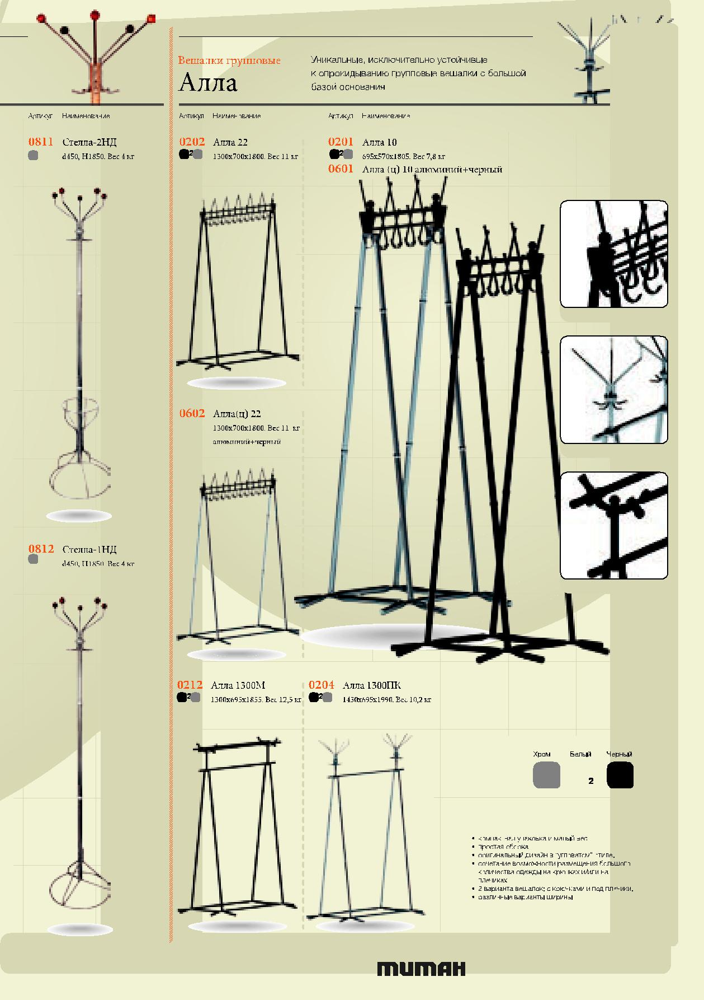 Вешалки групповые
Алла
Уникальные, исключительно устойчивые
к опрокидыванию групповые вешалки с большой
базой основания
Артикул Наименование
0811 Стелла-2НД
d450, H1850. Вес 4 кг
0812 Стелла-1НД
d450, H1850. Вес 4 кг
Артикул Наименование
0202 Алла 22
2
1300x700x1800. Вес 11 кг
0602 Алла(ц) 22
1300x700x1800. Вес 11 кг
алюминий+черный
0212 Алла 1300М
2
1300x695x1855. Вес 12,5 кг
Артикул Наименование
0201 Алла 10
2
695x570x1805. Вес 7,8 кг
0601 Алла (ц) 10 алюминий+черный
0204 Алла 1300ПК
2
1430x695x1990. Вес 10,2 кг
Хром Белый Черный
2
• компактная упаковка и малый вес
• простая сборка
• оригинальный дизайн в стиле,
• сочетание возможности размещения большого
количества одежды на крючках и/или на
плечиках
• 2 варианта вешалок: с крючками и под плечики,
• различные варианты ширины
титан